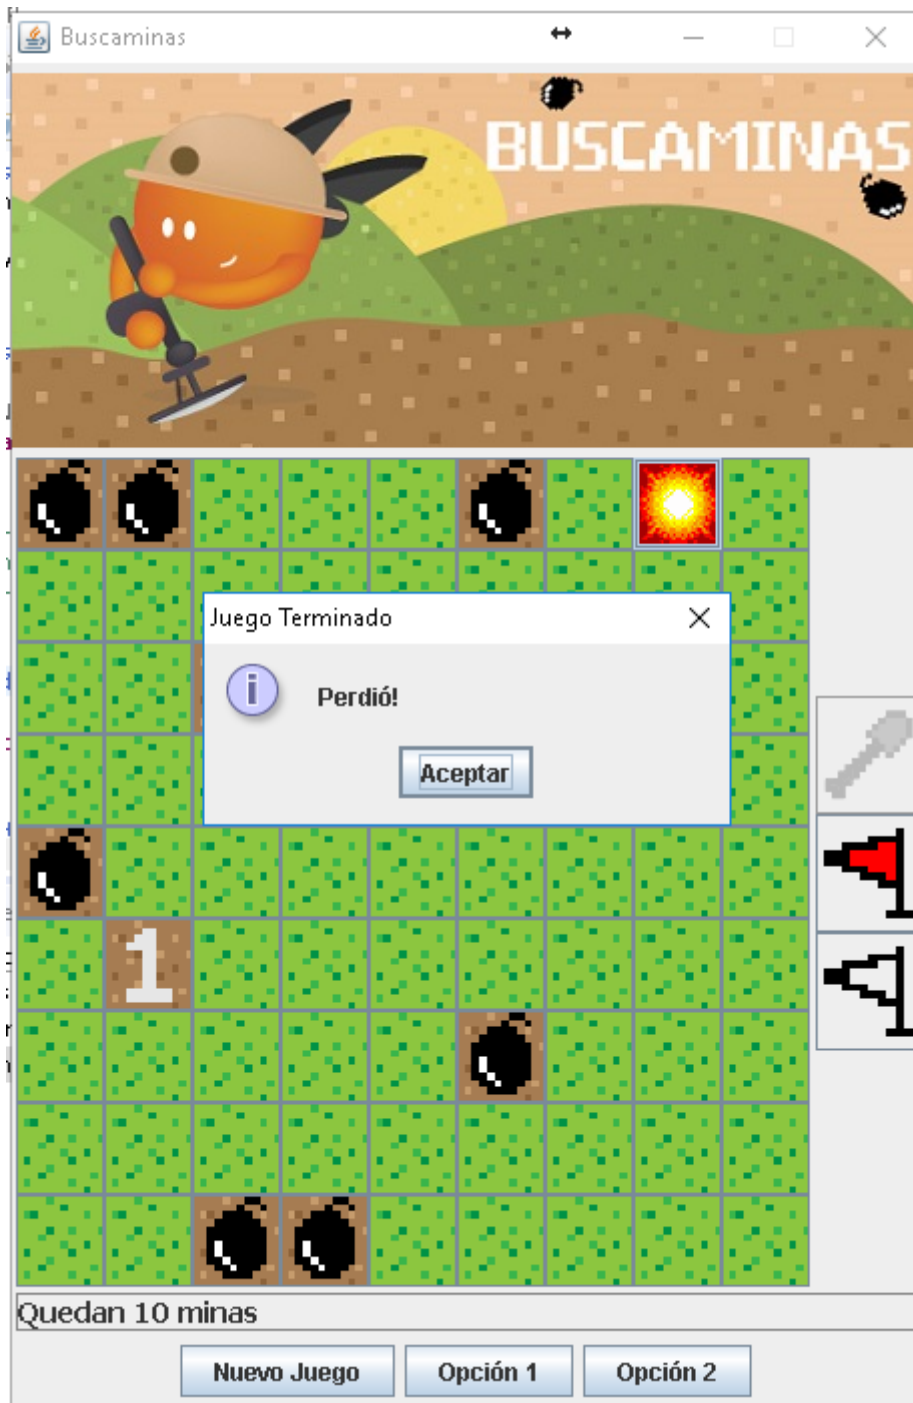 Buscaminas
BUSCAMINAS
Juego Terminado
Perdió!
Aceptar
1
Quedan 10 minas
Nuevo Juego
Opción 1
Opción 2